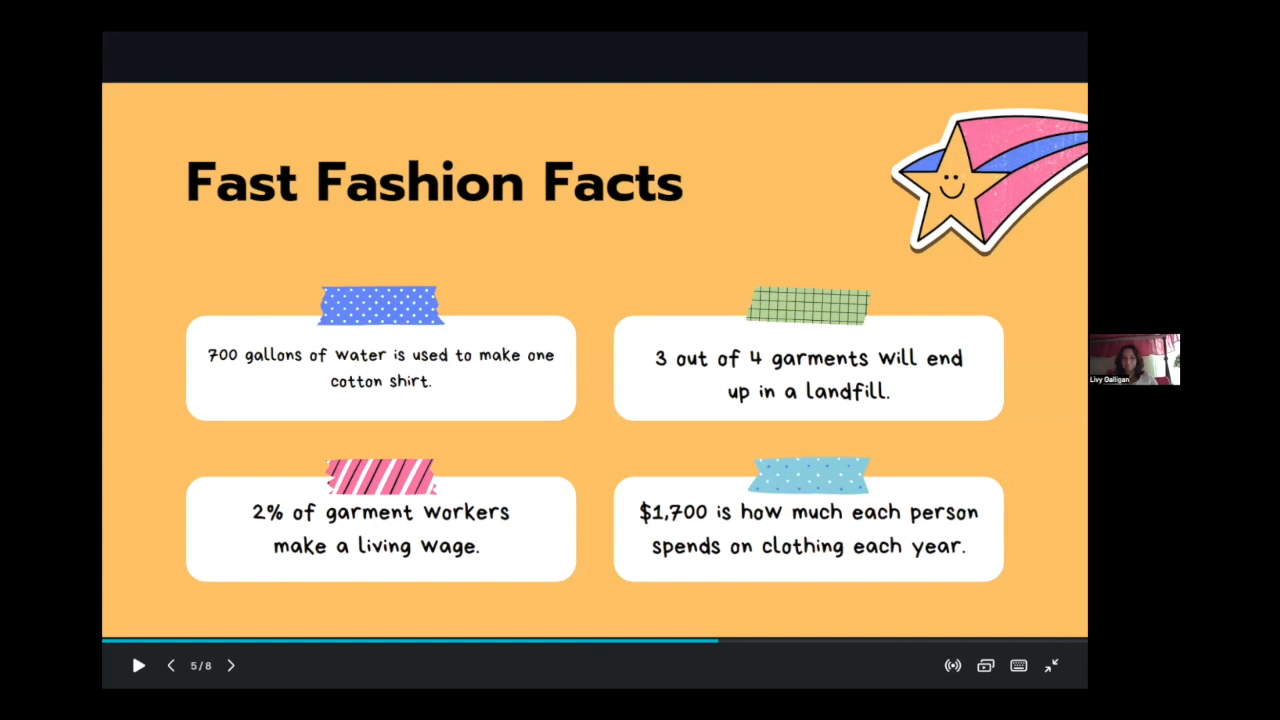 Fast Fashion Facts
700 gallons of water is used to make one
cotton shirt.
3 out of 4 garments will end
up in a landfill.
2% of garment workers
make a living wage.
$1,700 is how much each person
spends on clothing each year.
Livy Galligan
5/8